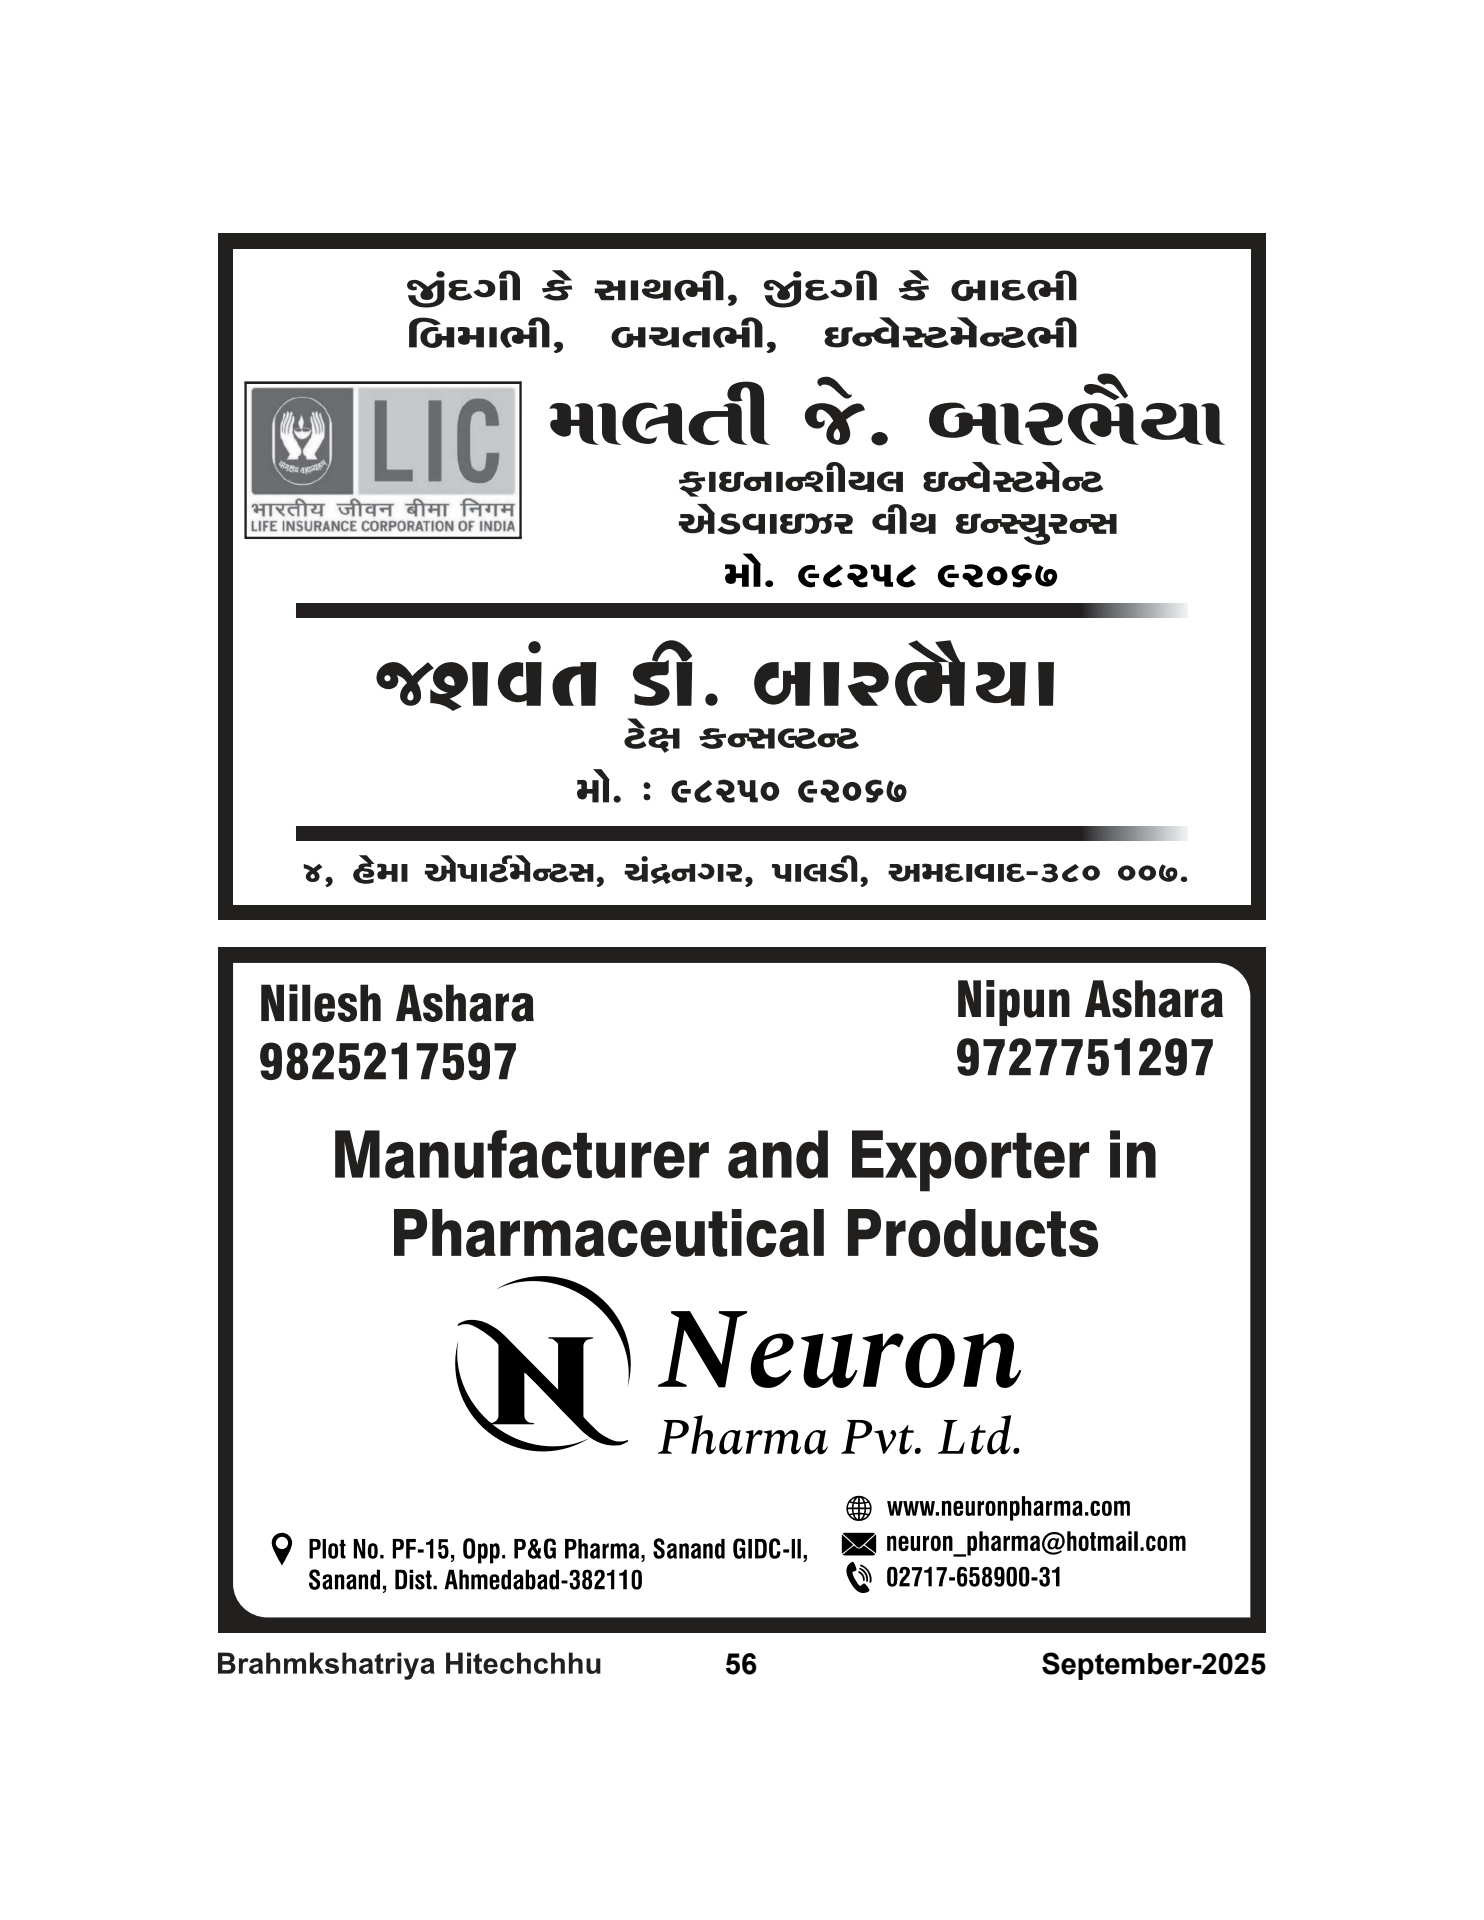 જીંદગી કે સાથભી, જીંદગી કે બાદભી
બિમાભી, બચતભી, ઇન્વેસ્ટમેન્ટભી
LIC
भारतीय जीवन बीमा निगम
LIFE INSURANCE CORPORATION OF INDIA
માલતી જે. બારભૈયા
ફાઇનાન્શીયલ ઇન્વેસ્ટમેન્ટ
એડવાઇઝર વીથ ઇન્સ્યુરન્સ
મો. ૯૮૨૫૮ ૯૨૦૬૭
જશવંત ડી. બારભૈયા
ટેક્ષ કન્સલ્ટન્ટ
મો. : ૯૮૨૫૦ ૯૨૦૬૭
૪, હેમા એપાર્ટમેન્ટસ, ચંદ્રનગર, પાલડી, અમદાવાદ-૩૮૦ ૦૦૭.
Nilesh Ashara
9825217597
Nipun Ashara
9727751297
Manufacturer and Exporter in
Pharmaceutical Products
N Neuron
Pharma Pvt. Ltd.
Plot No. PF-15, Opp. P&G Pharma, Sanand GIDC-II,
Sanand, Dist. Ahmedabad-382110
www.neuronpharma.com
neuron_pharma@hotmail.com
02717-658900-31
Brahmkshatriya Hitechchhu 56 September-2025